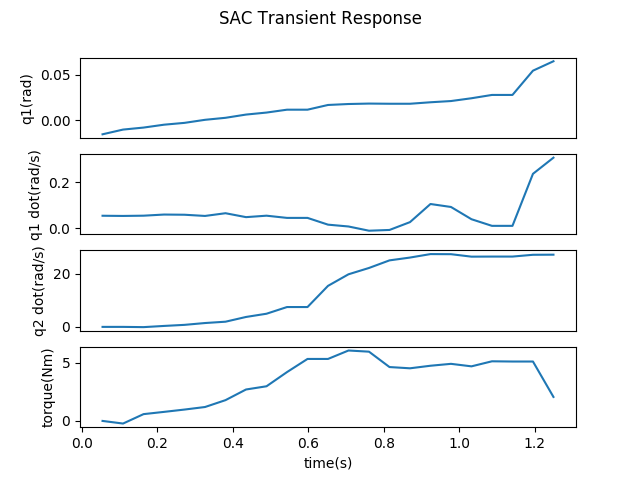 SAC Transient Response
q1(rad)
0.05
0.00
q1 dot(rad/s)
0.2
0.0
q2 dot(rad/s)
20
0
torque(Nm)
5
0
0.0 0.2 0.4 0.6 0.8 1.0 1.2
time(s)